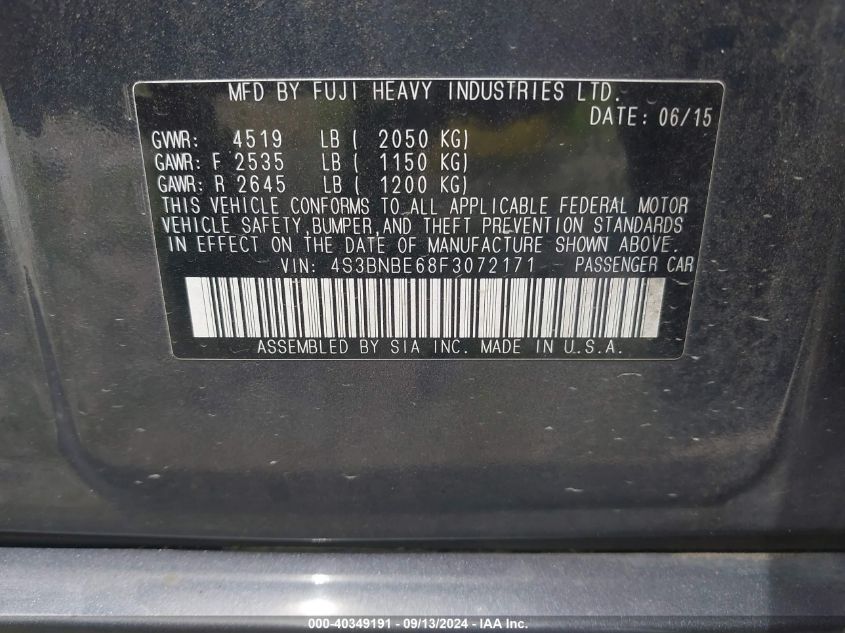 MFD BY FUJI HEAVY INDUSTRIES LTD.
DATE: 06/15
GVWR: 4519 LB ( 2050 KG)
GAWR: F 2535 LB ( 1150 KG)
GAWR: R 2645 LB ( 1200 KG)
THIS VEHICLE CONFORMS TO ALL APPLICABLE FEDERAL MOTOR
VEHICLE SAFETY,BUMPER,AND THEFT PREVENTION STANDARDS
IN EFFECT ON THE DATE OF MANUFACTURE SHOWN ABOVE.
VIN: 4S3BNBE68F3072171 PASSENGER CAR
ASSEMBLED BY SIA INC. MADE IN U.S.A.
000-40349191 - 09/13/2024 - IAA Inc.